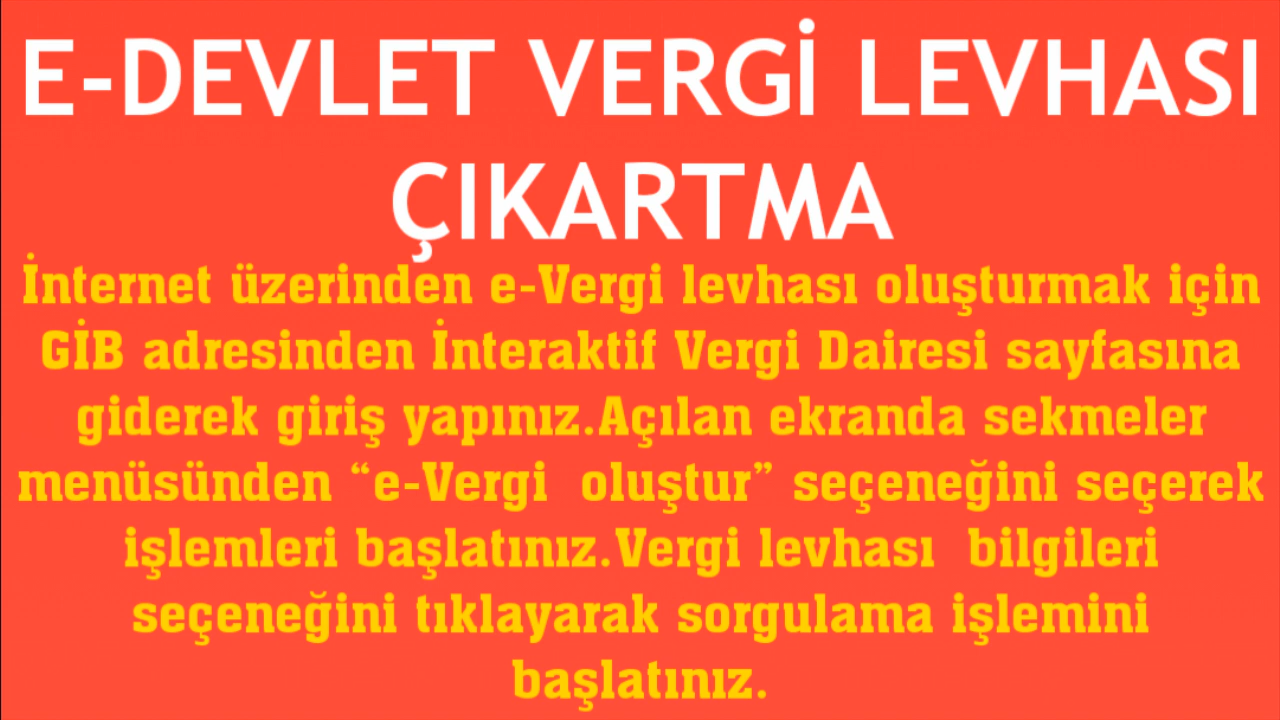 E-DEVLET VERGİ LEVHASI
ÇIKARTMA
İnternet üzerinden e-Vergi levhası oluşturmak için
GİB adresinden İnteraktif Vergi Dairesi sayfasına
giderek giriş yapınız.Açılan ekranda sekmeler
menüsünden “e-Vergi  oluştur” seçeneğini seçerek
işlemleri başlatınız.Vergi levhası  bilgileri
seçeneğini tıklayarak sorgulama işlemini
başlatınız.